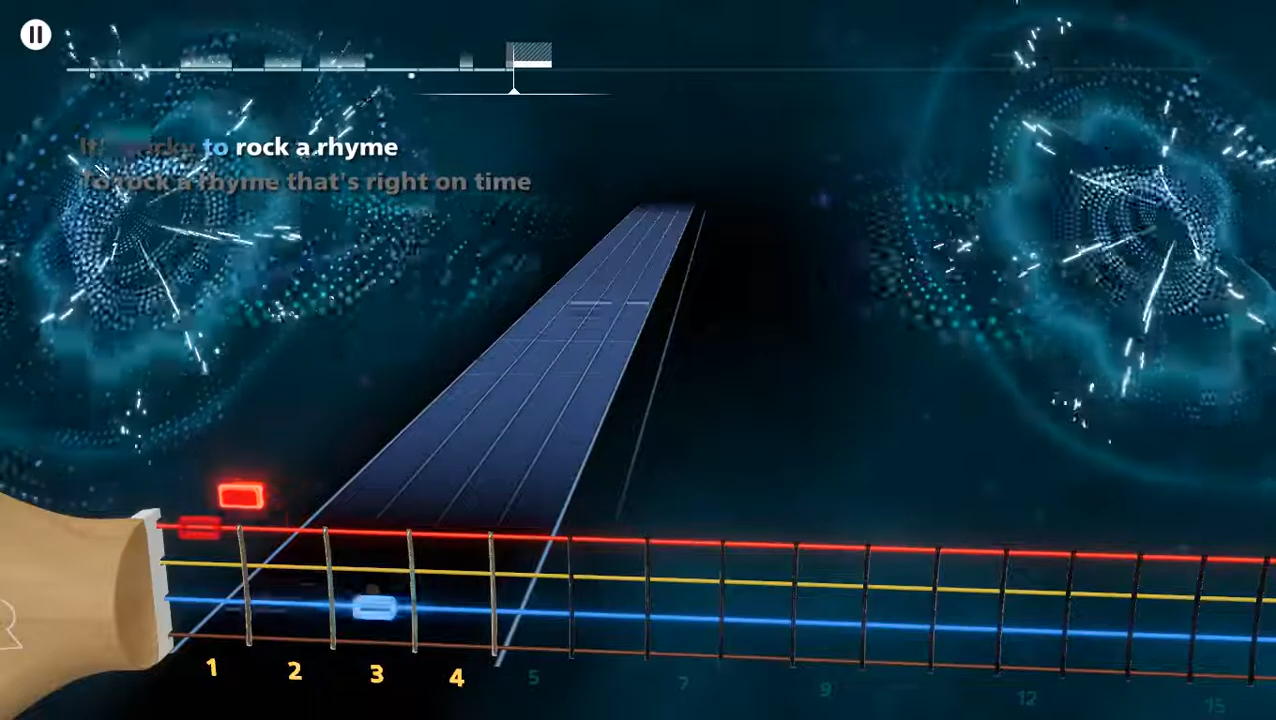 to rock a rhyme
To rock a rhyme that's right on time
1 2 3 4 5 7 9 12 15